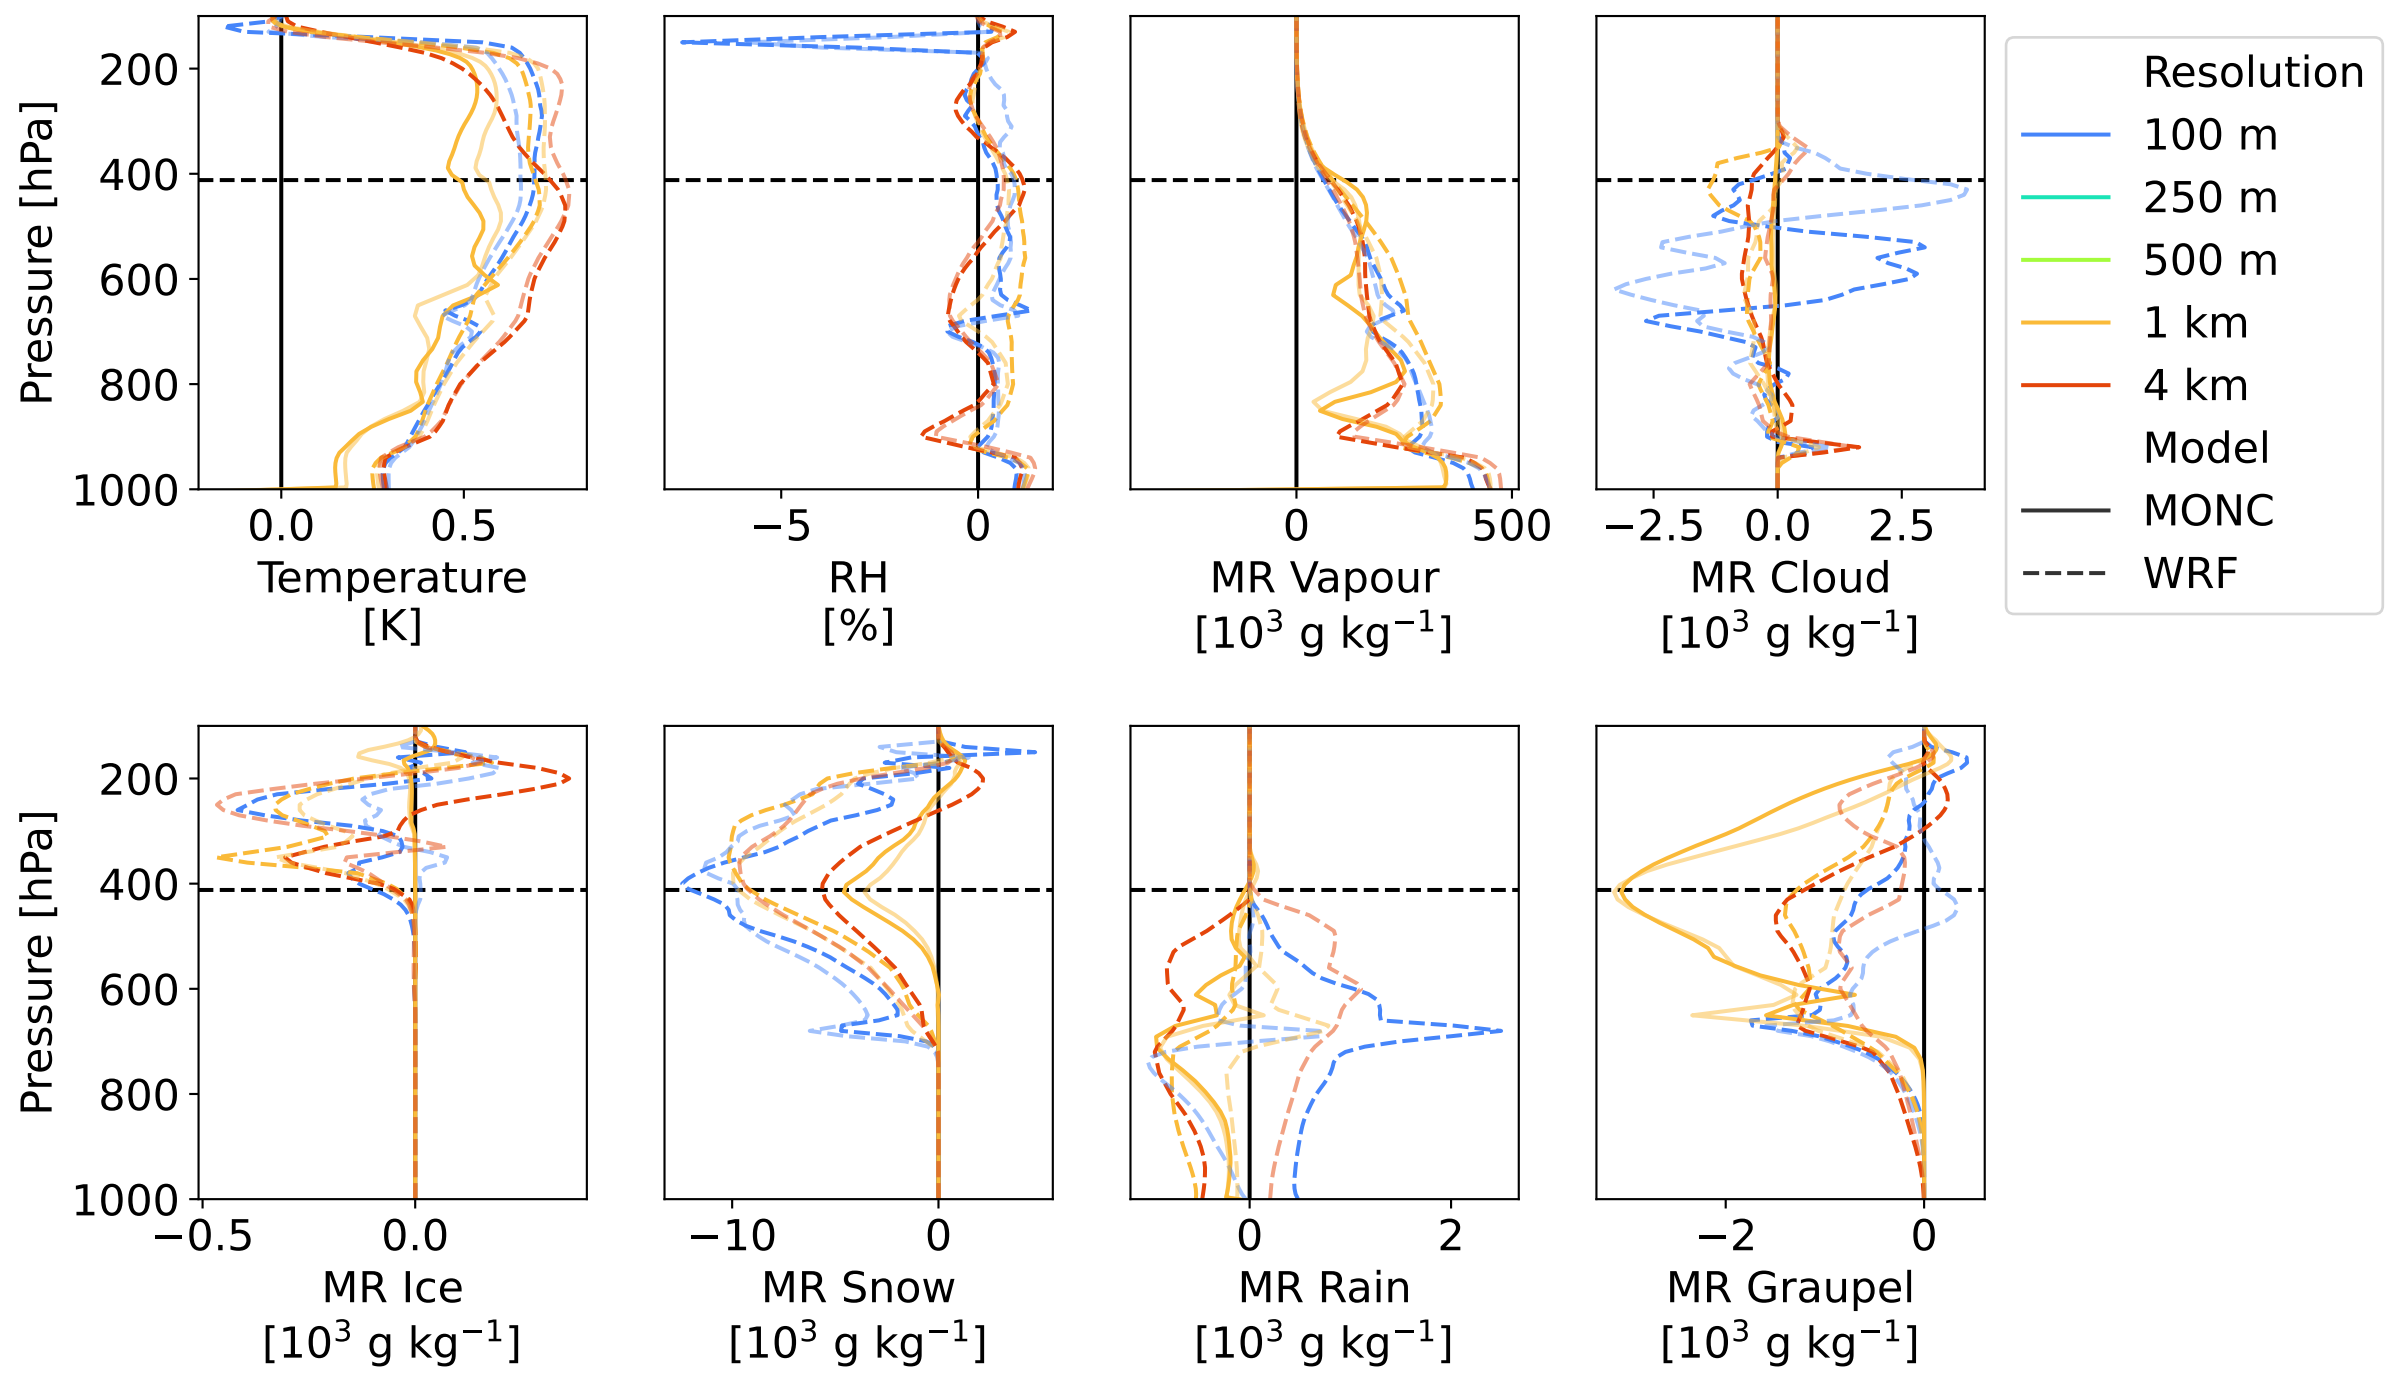 Pressure [hPa]
200
400
600
800
1000
0.0 0.5
Temperature
[K]
−5 0
RH
[%]
0 500
MR Vapour
[10³ g kg⁻¹]
−2.5 0.0 2.5
MR Cloud
[10³ g kg⁻¹]
Resolution
100 m
250 m
500 m
1 km
4 km
Model
MONC
WRF
Pressure [hPa]
200
400
600
800
1000
−0.5 0.0
MR Ice
[10³ g kg⁻¹]
−10 0
MR Snow
[10³ g kg⁻¹]
0 2
MR Rain
[10³ g kg⁻¹]
−2 0
MR Graupel
[10³ g kg⁻¹]